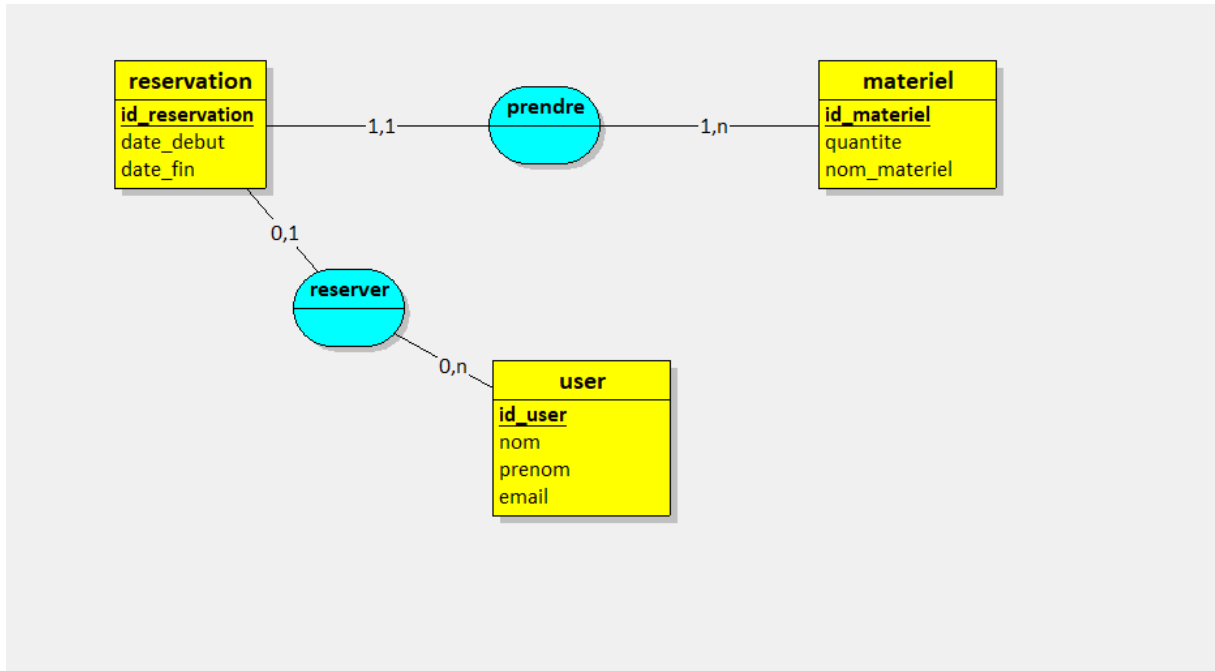 reservation
id_reservation
date_debut
date_fin
1,1
prendre
1,n
materiel
id_materiel
quantite
nom_materiel
0,1
reserver
0,n
user
id_user
nom
prenom
email